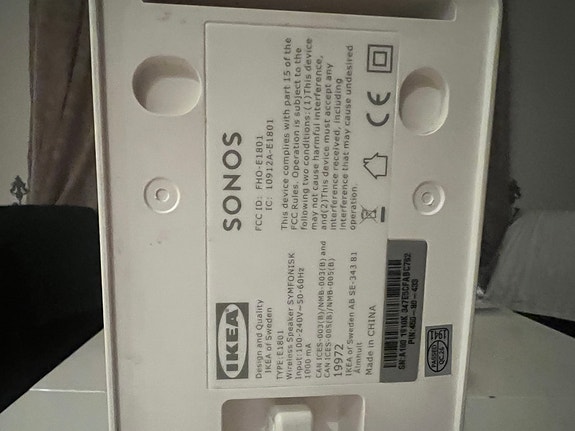 IKEA
Design and Quality
IKEA of Sweden
TYPE:E1801
Wireless Speaker SYMFONISK
Input:100-240V~50-60Hz
1000 mA
CAN ICES-003(B)/NMB-003(B) and
CAN ICES-005(B)/NMB-005(B)
19972
IKEA of Sweden AB SE-343 81
Älmhult
Made in CHINA
SONOS
FCC ID: FHO-E1801
IC: 10912A-E1801
This device complies with part 15 of the
FCC Rules. Operation is subject to the
following two conditions:(1)This device
may not cause harmful interference,
and(2)This device must accept any
interference received, including
interference that may cause undesired
operation.
CE
1941